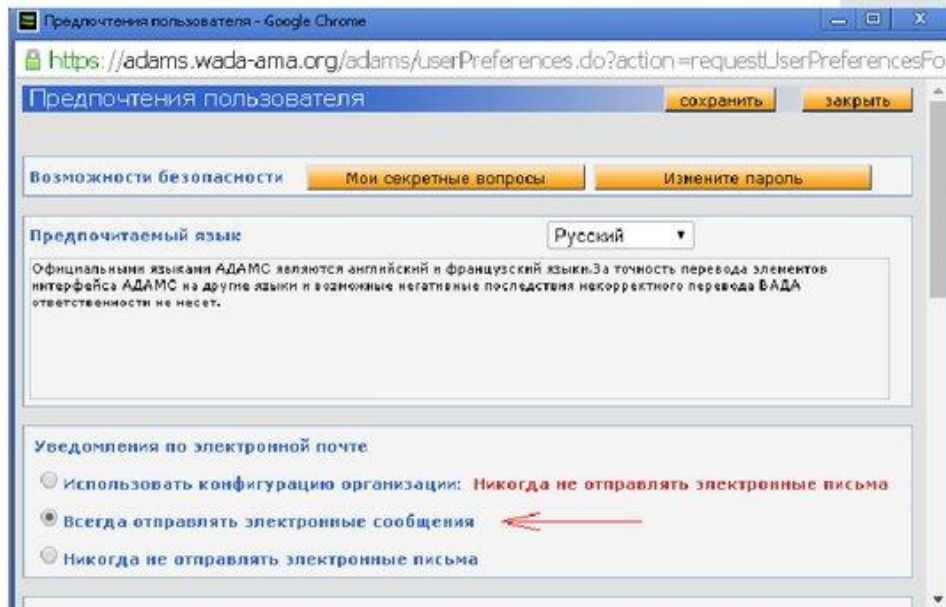 Предпочтения пользователя - Google Chrome
https://adams.wada-ama.org/adams/userPreferences.do?action=requestUserPreferencesFo
Предпочтения пользователя сохранить закрыть
Возможности безопасности Мои секретные вопросы Измените пароль
Предпочитаемый язык Русский
Официальными языками АДАМС являются английский и французский языки.За точность перевода элементов
интерфейса АДАМС на другие языки и возможные негативные последствия некорректного перевода ВАДА
ответственности не несет.
Уведомления по электронной почте
Использовать конфигурацию организации: Никогда не отправлять электронные письма
Всегда отправлять электронные сообщения
Никогда не отправлять электронные письма